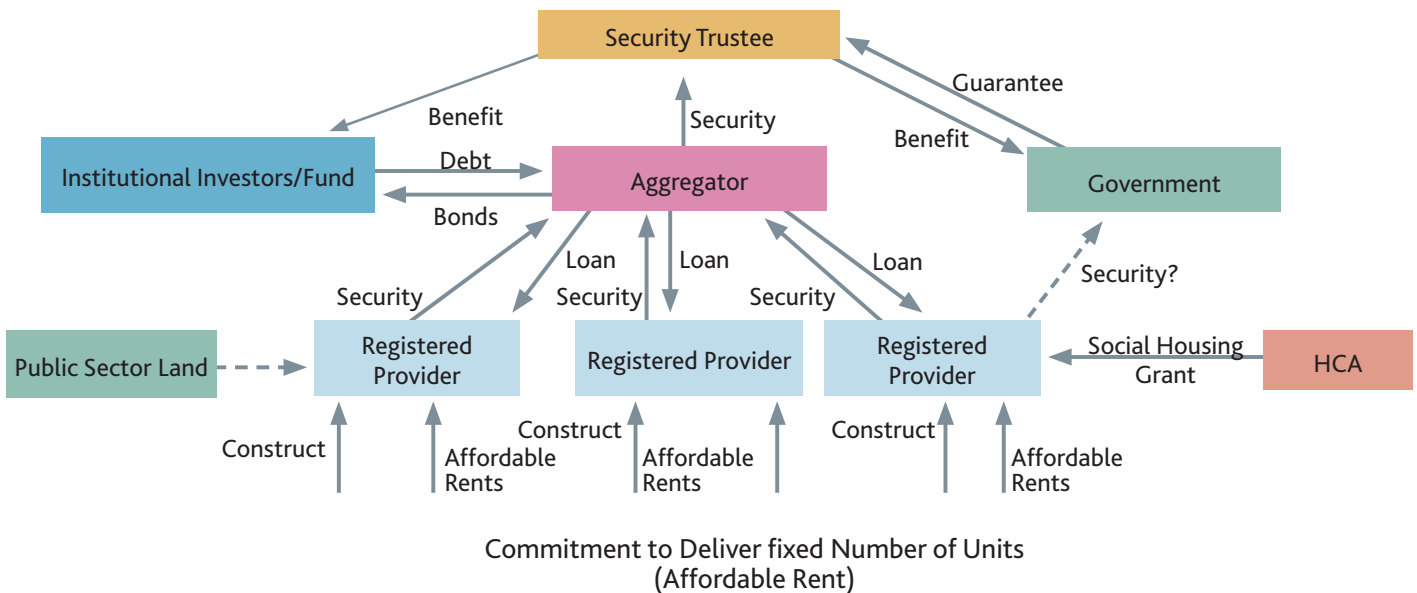 Security Trustee
Guarantee
Benefit
Security
Benefit
Institutional Investors/Fund
Debt
Bonds
Aggregator
Government
Loan
Loan
Loan
Security?
Security
Security
Security
Public Sector Land
Registered
Provider
Registered Provider
Registered
Provider
Social Housing
Grant
HCA
Construct
Affordable
Rents
Construct
Affordable
Rents
Construct
Affordable
Rents
Commitment to Deliver fixed Number of Units
(Affordable Rent)